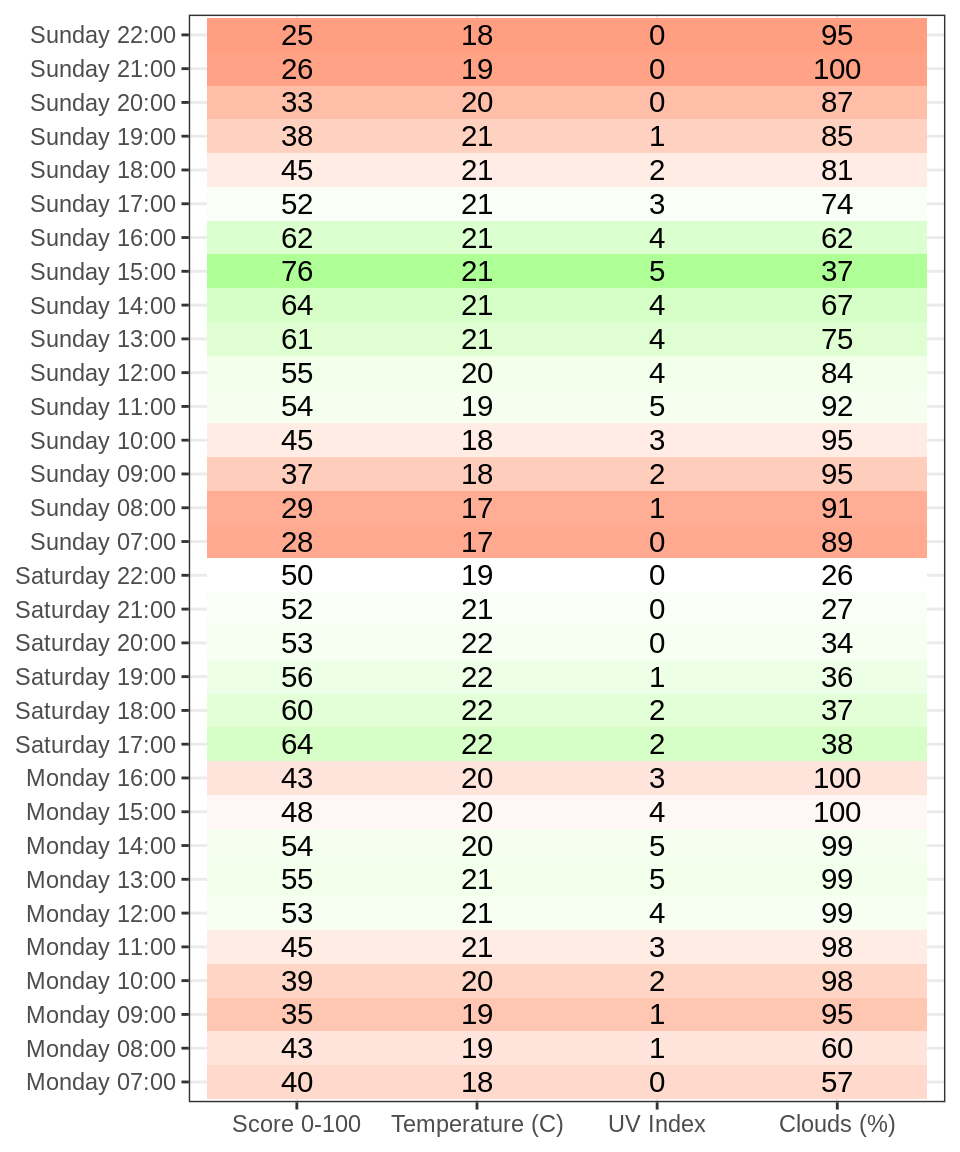 Sunday 22:00 25 18 0 95
Sunday 21:00 26 19 0 100
Sunday 20:00 33 20 0 87
Sunday 19:00 38 21 1 85
Sunday 18:00 45 21 2 81
Sunday 17:00 52 21 3 74
Sunday 16:00 62 21 4 62
Sunday 15:00 76 21 5 37
Sunday 14:00 64 21 4 67
Sunday 13:00 61 21 4 75
Sunday 12:00 55 20 4 84
Sunday 11:00 54 19 5 92
Sunday 10:00 45 18 3 95
Sunday 09:00 37 18 2 95
Sunday 08:00 29 17 1 91
Sunday 07:00 28 17 0 89
Saturday 22:00 50 19 0 26
Saturday 21:00 52 21 0 27
Saturday 20:00 53 22 0 34
Saturday 19:00 56 22 1 36
Saturday 18:00 60 22 2 37
Saturday 17:00 64 22 2 38
Monday 16:00 43 20 3 100
Monday 15:00 48 20 4 100
Monday 14:00 54 20 5 99
Monday 13:00 55 21 5 99
Monday 12:00 53 21 4 99
Monday 11:00 45 21 3 98
Monday 10:00 39 20 2 98
Monday 09:00 35 19 1 95
Monday 08:00 43 19 1 60
Monday 07:00 40 18 0 57
Score 0-100 Temperature (C) UV Index Clouds (%)